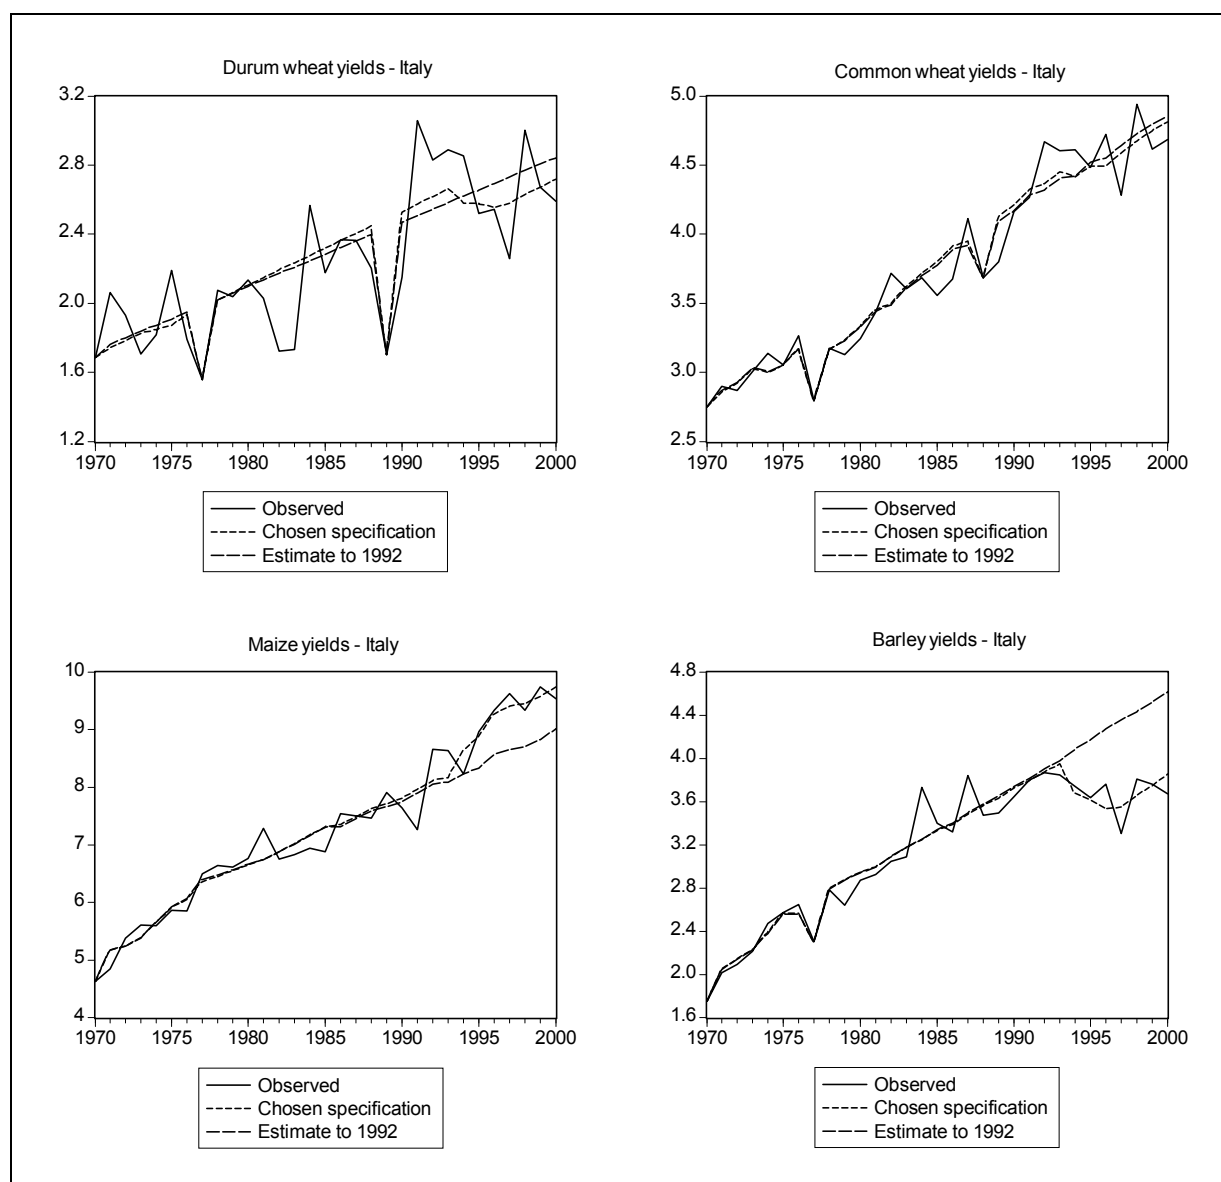 Durum wheat yields - Italy
3.2
2.8
2.4
2.0
1.6
1.2
1970 1975 1980 1985 1990 1995 2000
Observed
Chosen specification
Estimate to 1992
Common wheat yields - Italy
5.0
4.5
4.0
3.5
3.0
2.5
1970 1975 1980 1985 1990 1995 2000
Observed
Chosen specification
Estimate to 1992
Maize yields - Italy
10
9
8
7
6
5
4
1970 1975 1980 1985 1990 1995 2000
Observed
Chosen specification
Estimate to 1992
Barley yields - Italy
4.8
4.4
4.0
3.6
3.2
2.8
2.4
2.0
1.6
1970 1975 1980 1985 1990 1995 2000
Observed
Chosen specification
Estimate to 1992